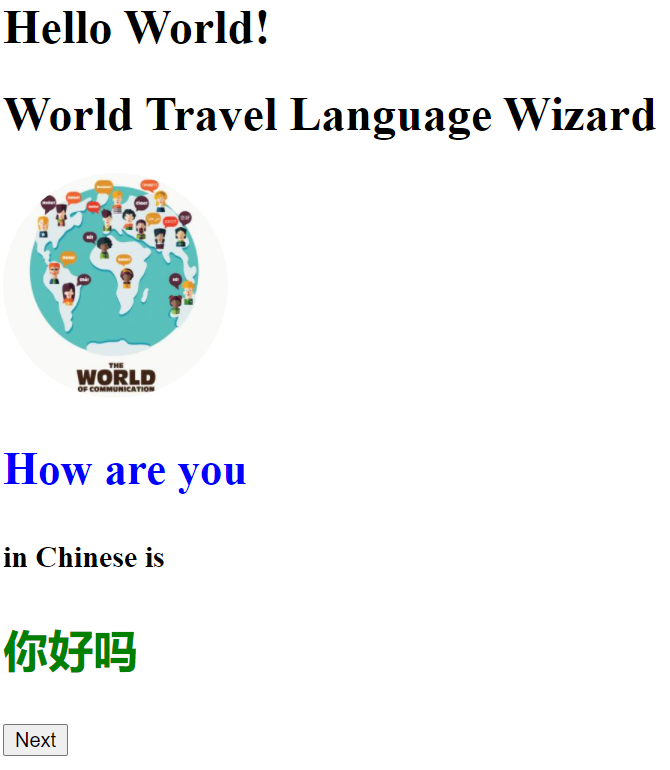 Hello World!
World Travel Language Wizard
THE
WORLD
OF COMMUNICATION
How are you
in Chinese is
你好吗
Next